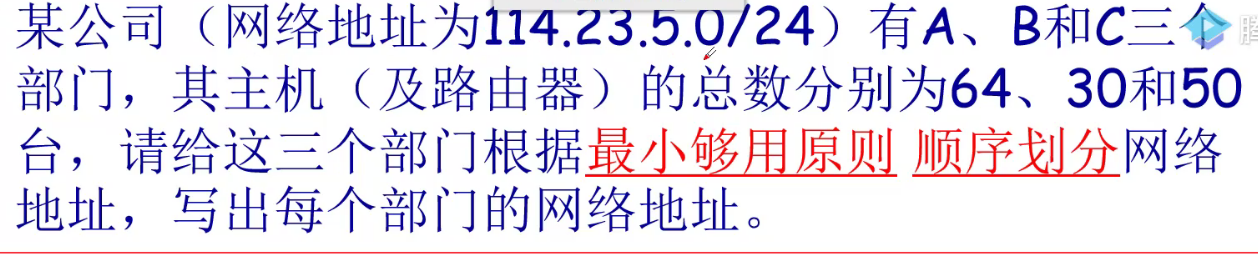 某公司（网络地址为114.23.5.0/24）有A、B和C三个
部门，其主机（及路由器）的总数分别为64、30和50
台，请给这三个部门根据最小够用原则 顺序划分网络
地址，写出每个部门的网络地址。